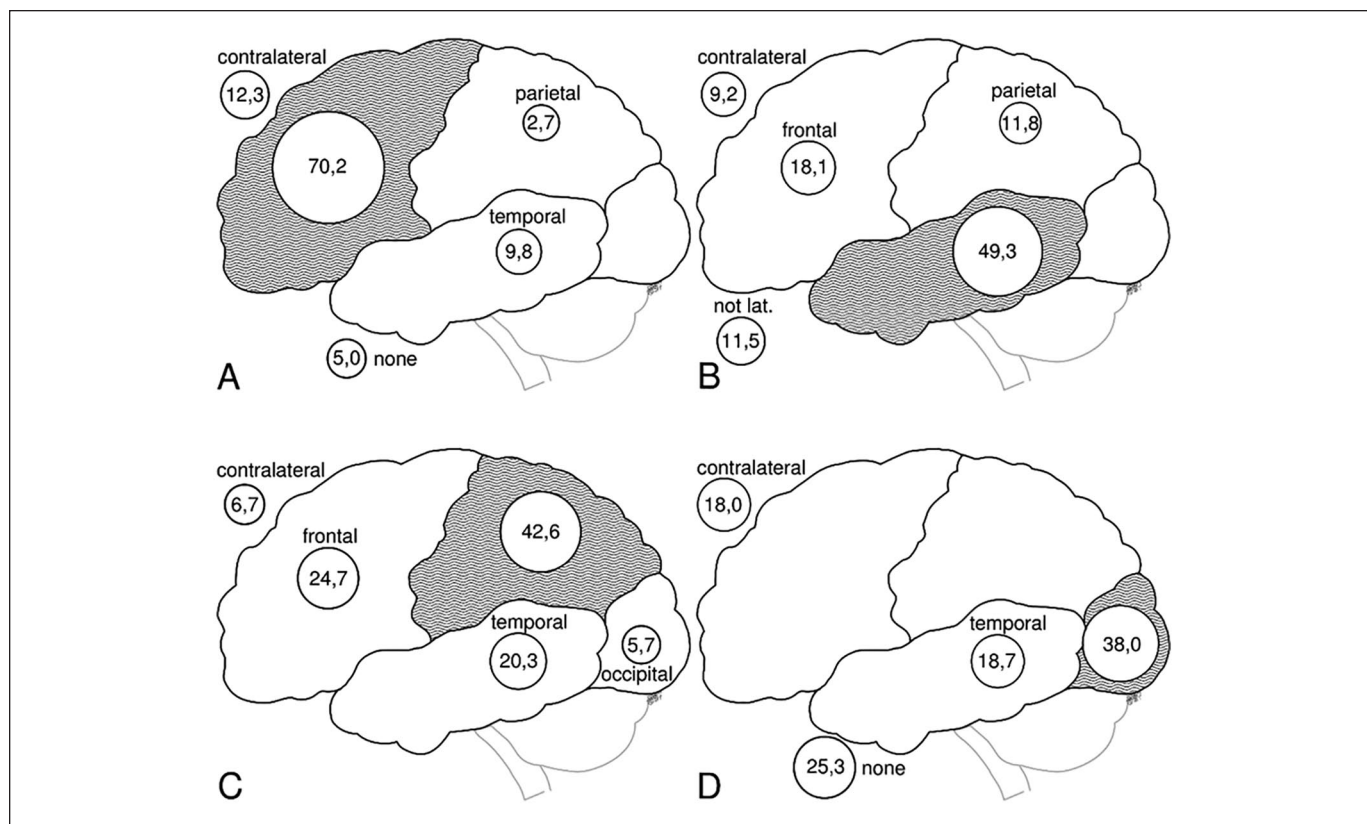 contralateral
12,3
parietal
2,7
70,2
temporal
9,8
5,0 none
A
contralateral
9,2
parietal
11,8
frontal
18,1
49,3
not lat.
11,5
B
contralateral
6,7
42,6
frontal
24,7
temporal
20,3
5,7
occipital
C
contralateral
18,0
temporal
18,7
38,0
25,3 none
D